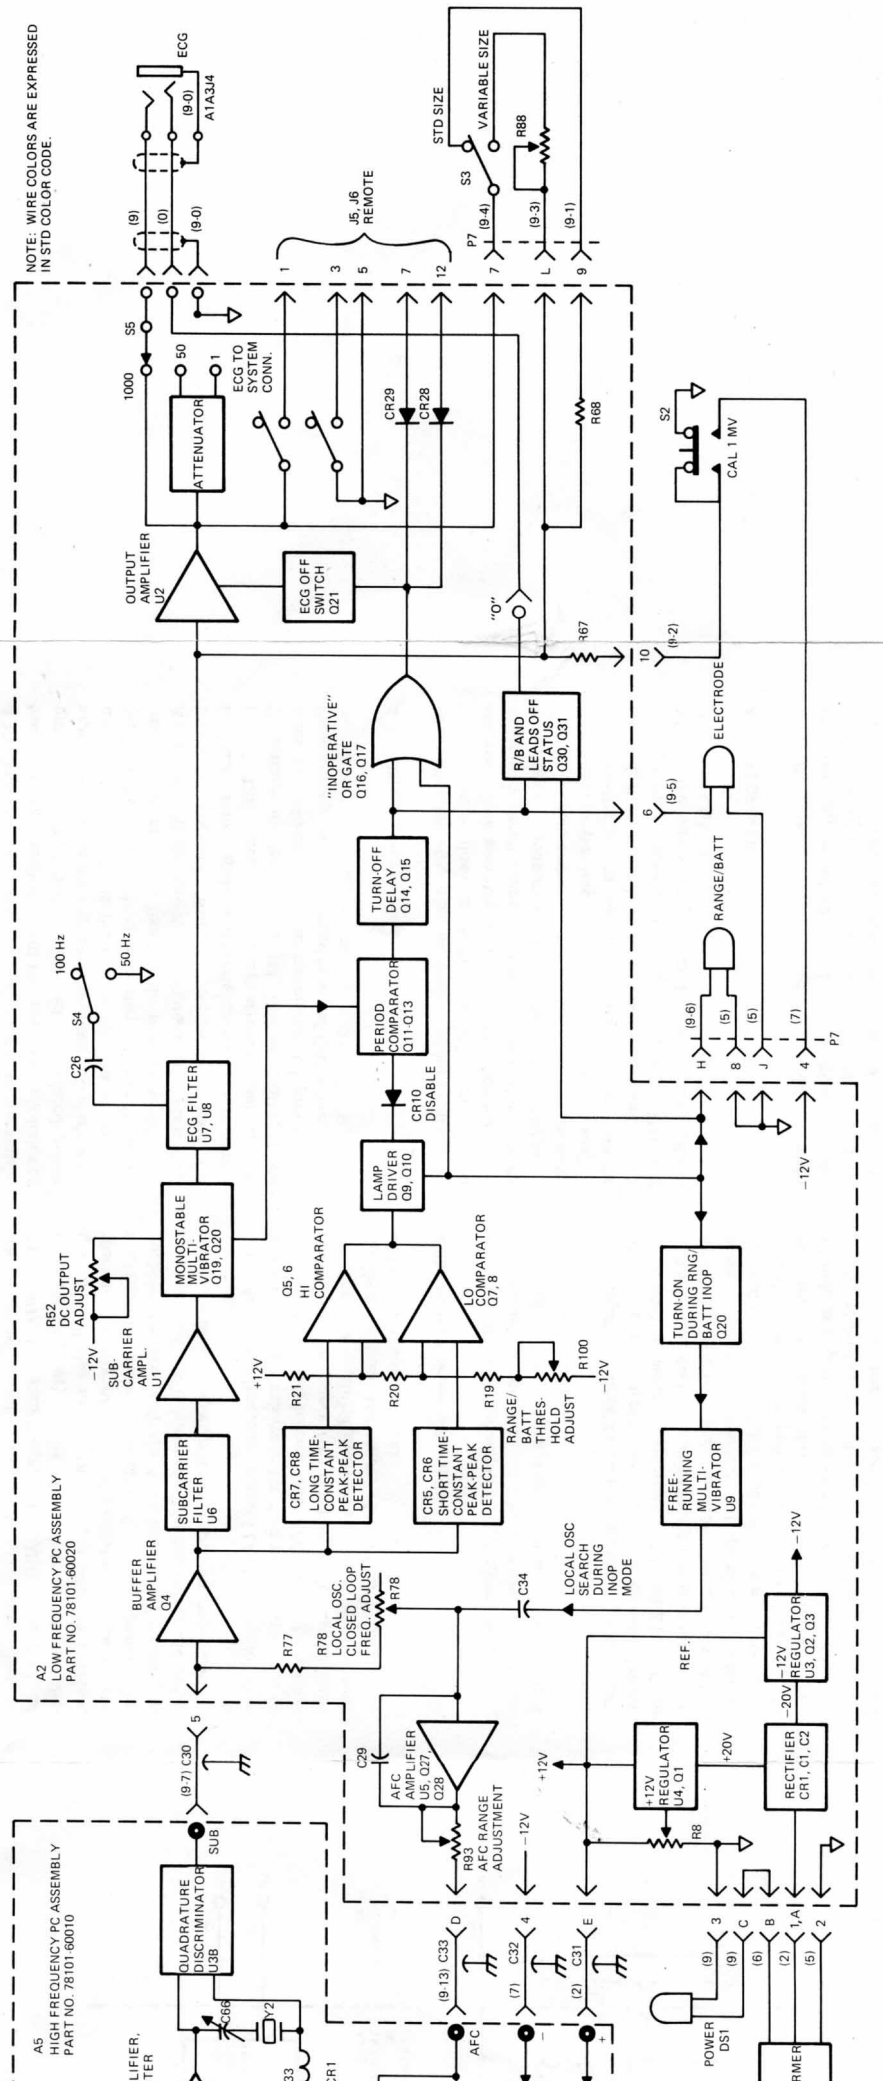 NOTE: WIRE COLORS ARE EXPRESSED
IN STD COLOR CODE.
ECG
A1A3J4
(9-0)
(9)
(0)
(9-0)
S5
1000
50
1
ATTENUATOR
ECG TO
SYSTEM
CONN.
OUTPUT
AMPLIFIER
U2
ECG OFF
SWITCH
Q21
J5, J6
REMOTE
1
3
5
7
12
CR29
CR28
STD SIZE
VARIABLE SIZE
S3
R88
P7
(9-4)
(9-3)
(9-1)
7
L
9
R68
S2
CAL 1 MV
"O"
R67
10
(9-2)
"INOPERATIVE"
OR GATE
Q16, Q17
R/B AND
LEADS OFF
STATUS
Q30, Q31
ELECTRODE
6
(9-5)
RANGE/BATT
TURN-OFF
DELAY
Q14, Q15
100 Hz
50 Hz
S4
C26
PERIOD
COMPARATOR
Q11-Q13
(9-6)
(5)
(5)
(7)
H
8
J
4
P7
-12V
ECG FILTER
U7, U8
CR10
DISABLE
LAMP
DRIVER
Q9, Q10
MONOSTABLE
MULTI-
VIBRATOR
Q19, Q20
R52
DC OUTPUT
ADJUST
-12V
SUB-
CARRIER
AMPL.
U1
Q5, 6
HI
COMPARATOR
LO
COMPARATOR
Q7, 8
+12V
R21
R20
R19
R100
-12V
RANGE/
BATT
THRES-
HOLD
ADJUST
TURN-ON
DURING RNG/
BATT INOP
Q20
SUBCARRIER
FILTER
U6
CR7, CR8
LONG TIME-
CONSTANT
PEAK-PEAK
DETECTOR
CR5, CR6
SHORT TIME-
CONSTANT
PEAK-PEAK
DETECTOR
FREE-
RUNNING
MULTI-
VIBRATOR
U9
A2
LOW FREQUENCY PC ASSEMBLY
PART NO. 78101-60020
BUFFER
AMPLIFIER
Q4
R77
R78
LOCAL OSC.
CLOSED LOOP
FREQ. ADJUST
R78
C34
LOCAL OSC
SEARCH
DURING
INOP
MODE
-12V
-12V
REGULATOR
U3, Q2, Q3
REF.
-20V
5
(9-7) C30
C29
AFC
AMPLIFIER
U5, Q27,
Q28
R93
AFC RANGE
ADJUSTMENT
+12V
-12V
+12V
REGULATOR
U4, Q1
+20V
RECTIFIER
CR1, C1, C2
R8
A5
HIGH FREQUENCY PC ASSEMBLY
PART NO. 78101-60010
SUB
QUADRATURE
DISCRIMINATOR
U3B
C66
Y2
LIFIER,
TER
33
CR1
D
4
E
(9-13) C33
(7) C32
(2) C31
AFC
-
+
3
C
B
1,A
2
(9)
(9)
(6)
(2)
(5)
POWER
DS1
RMER